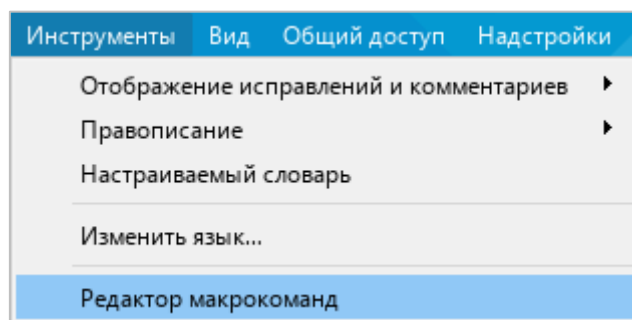 Инструменты Вид Общий доступ Надстройки
Отображение исправлений и комментариев
Правописание
Настраиваемый словарь
Изменить язык...
Редактор макрокоманд